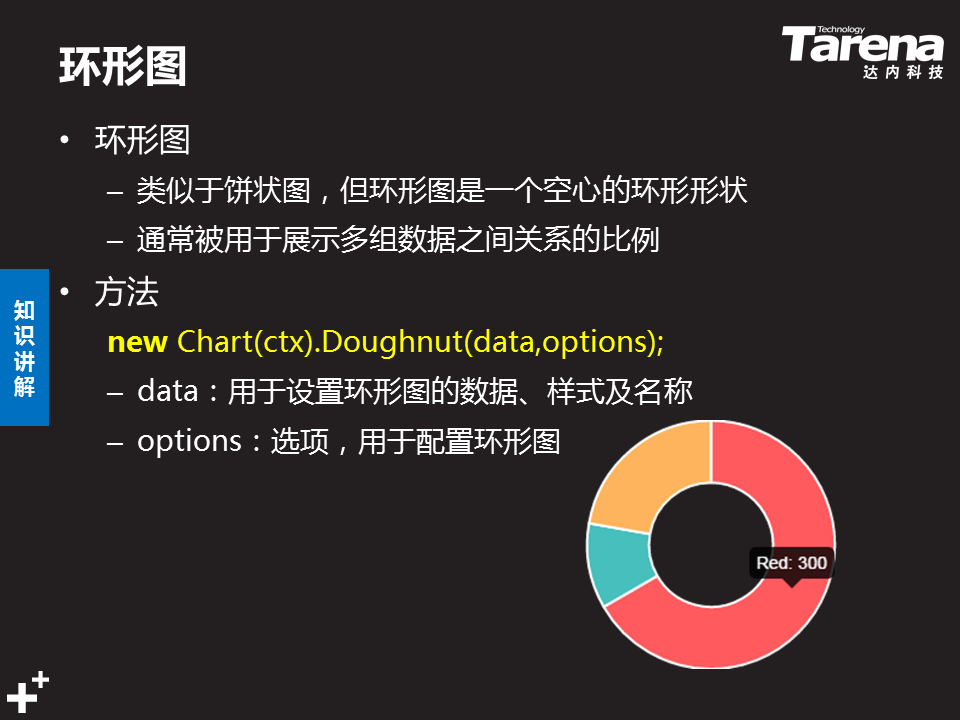 环形图
Technology
Tarena
达内科技
• 环形图
– 类似于饼状图，但环形图是一个空心的环形形状
– 通常被用于展示多组数据之间关系的比例
• 方法
new Chart(ctx).Doughnut(data,options);
– data：用于设置环形图的数据、样式及名称
– options：选项，用于配置环形图
知识讲解
Red: 300